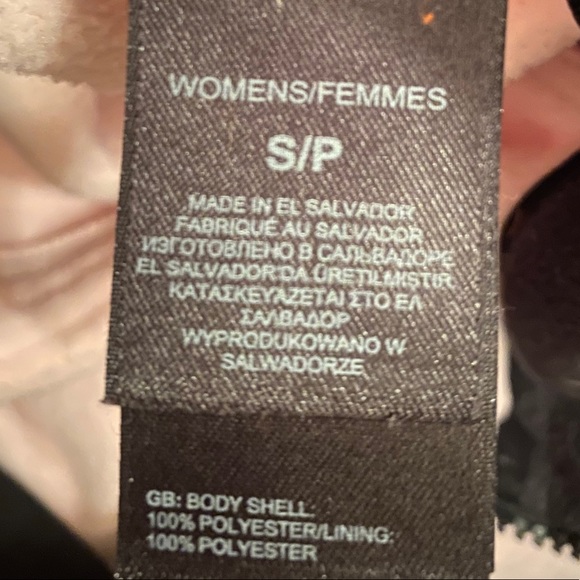 WOMENS/FEMMES
S/P
MADE IN EL SALVADOR
FABRIQUÉ AU SALVADOR
ИЗГОТОВЛЕНО В САЛЬВАДОРЕ
EL SALVADOR'DA ÜRETILMISTIR
ΚΑΤΑΣΚΕΥΑΖΕΤΑΙ ΣΤΟ ΕΛ
ΣΑΛΒΑΔΟΡ
WYPRODUKOWANO W
SALWADORZE
GB: BODY SHELL:
100% POLYESTER/LINING:
100% POLYESTER